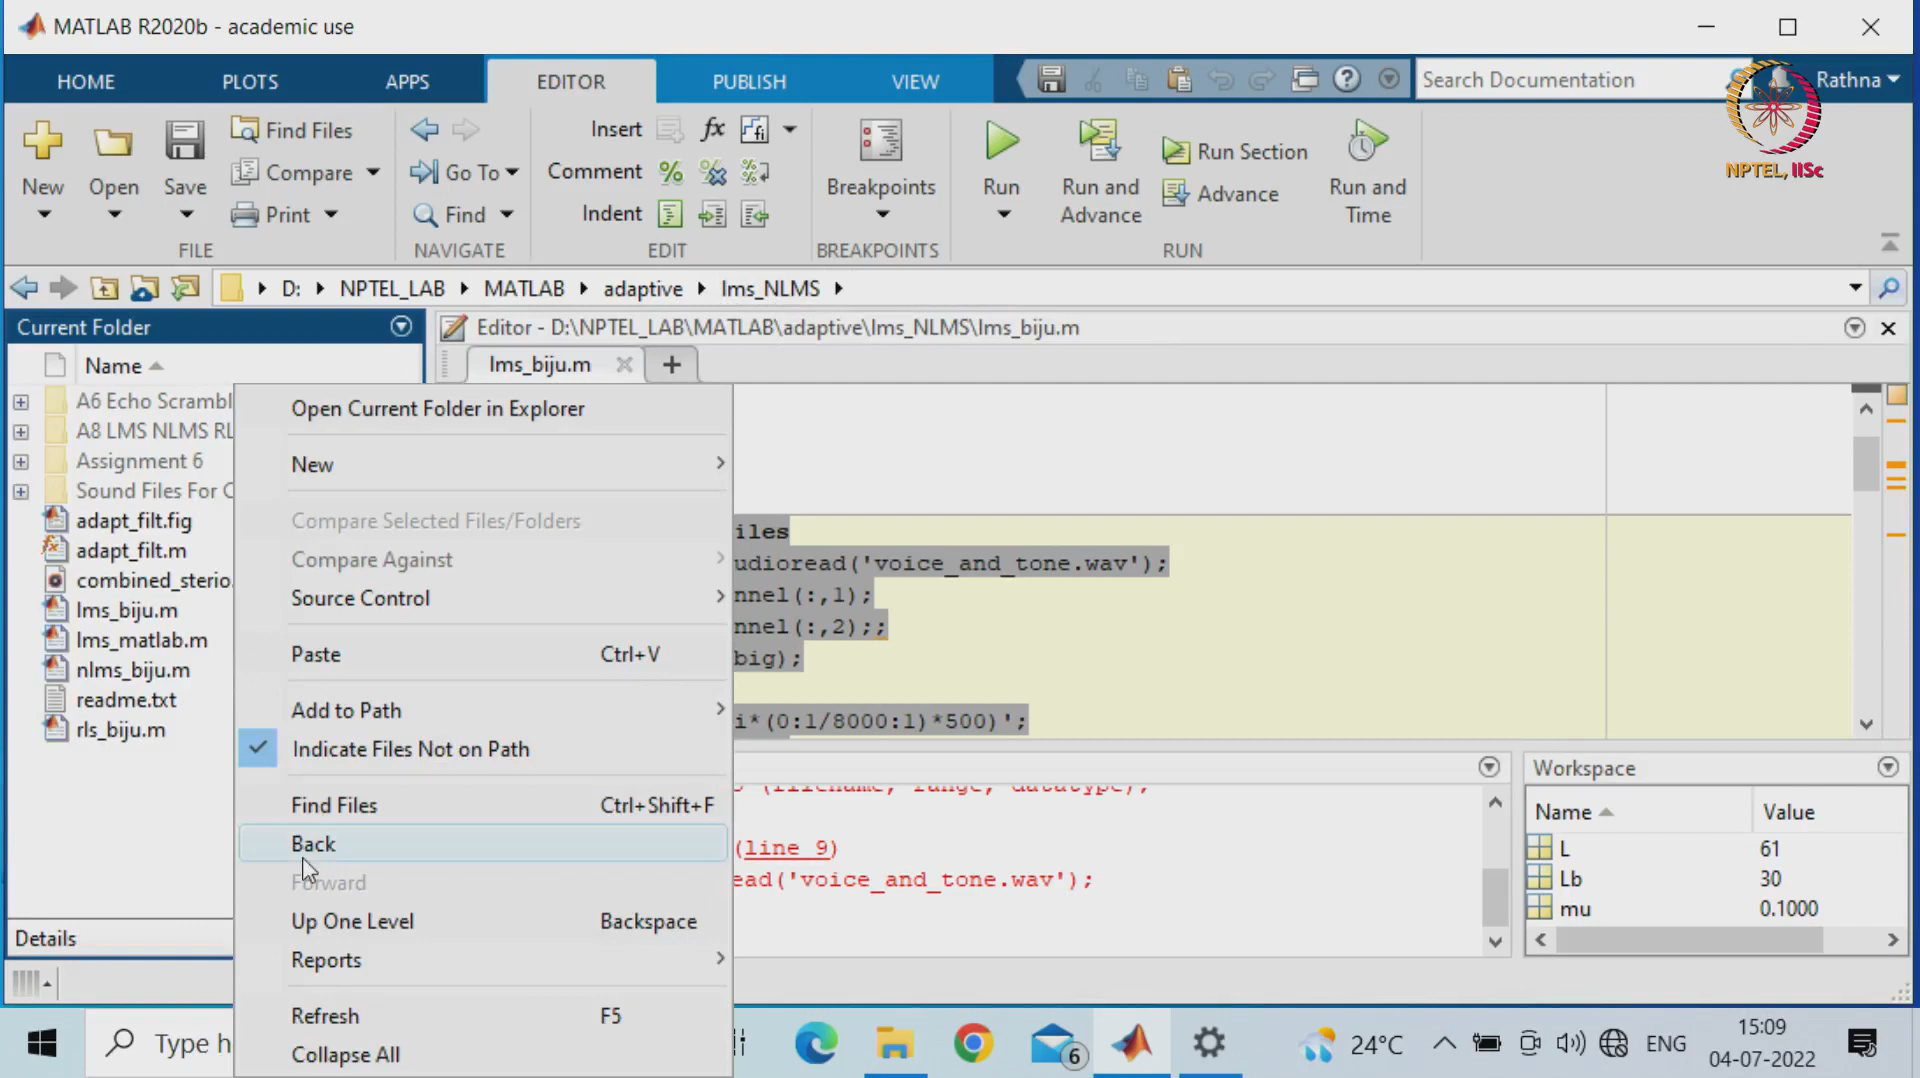 MATLAB R2020b - academic use
HOME PLOTS APPS EDITOR PUBLISH VIEW Search Documentation Rathna
New Open Save Find Files Compare Print Go To Find Insert Comment Indent Breakpoints Run Run and Advance Run Section Advance Run and Time
NPTEL, IISc
FILE NAVIGATE EDIT BREAKPOINTS RUN
D: NPTEL_LAB MATLAB adaptive lms_NLMS
Current Folder
Editor - D:\NPTEL_LAB\MATLAB\adaptive\lms_NLMS\lms_biju.m
Name
lms_biju.m
A6 Echo Scrambl
A8 LMS NLMS RL
Assignment 6
Sound Files For C
adapt_filt.fig
adapt_filt.m
combined_sterio.
lms_biju.m
lms_matlab.m
nlms_biju.m
readme.txt
rls_biju.m
Details
Open Current Folder in Explorer
New
Compare Selected Files/Folders
Compare Against
Source Control
Paste Ctrl+V
Add to Path
Indicate Files Not on Path
Find Files Ctrl+Shift+F
Back
Forward
Up One Level Backspace
Reports
Refresh F5
Collapse All
iles
udioread('voice_and_tone.wav');
nnel(:,1);
nnel(:,2);;
big);
i*(0:1/8000:1)*500)';
(filename, range, datatype);
(line 9)
ead('voice_and_tone.wav');
Workspace
Name Value
L 61
Lb 30
mu 0.1000
Type h
6
24°C ENG
15:09
04-07-2022